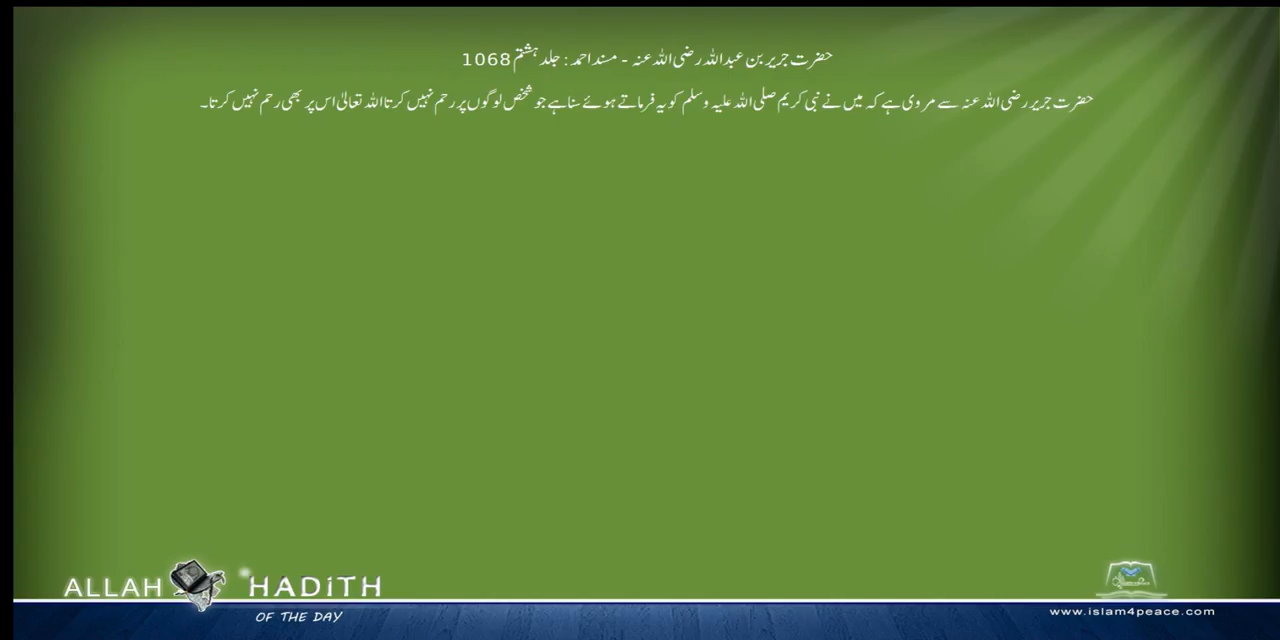 حضرت جریر بن عبداللہ رضی اللہ عنہ - مسند احمد : جلد ہشتم 1068
حضرت جریر رضی اللہ عنہ سے مروی ہے کہ میں نے نبی کریم صلی اللہ علیہ وسلم کو یہ فرماتے ہوئے سنا ہے جو شخص لوگوں پر رحم نہیں کرتا اللہ تعالیٰ اس پر بھی رحم نہیں کرتا۔
ALLAH HADiTH
OF THE DAY
www.islam4peace.com